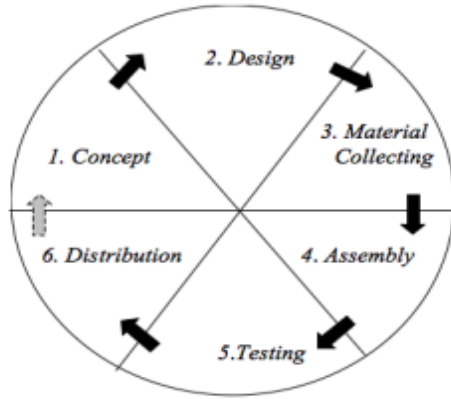 1. Concept
2. Design
3. Material
Collecting
4. Assembly
5.Testing
6. Distribution